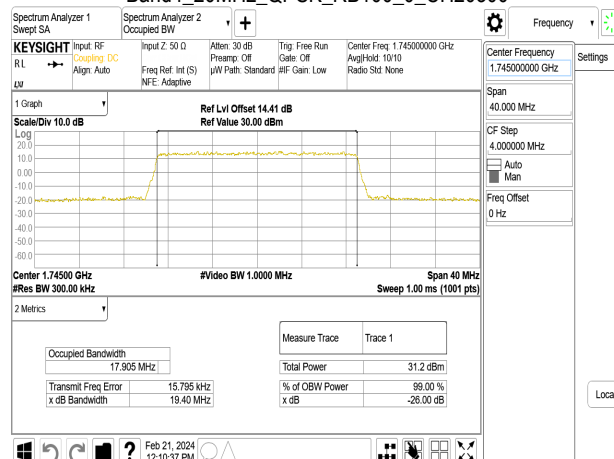 Spectrum Analyzer 1
Swept SA
Spectrum Analyzer 2
Occupied BW
Frequency
KEYSIGHT
RL
Input: RF
Coupling: DC
Align: Auto
Input Z: 50 Ω
Freq Ref: Int (S)
NFE: Adaptive
Atten: 30 dB
Preamp: Off
µW Path: Standard
Trig: Free Run
Gate: Off
#IF Gain: Low
Center Freq: 1.745000000 GHz
Avg|Hold: 10/10
Radio Std: None
Center Frequency
1.745000000 GHz
Settings
Span
40.000 MHz
CF Step
4.000000 MHz
Auto
Man
Freq Offset
0 Hz
1 Graph
Scale/Div 10.0 dB
Ref Lvl Offset 14.41 dB
Ref Value 30.00 dBm
Log
20.0
10.0
0.00
-10.0
-20.0
-30.0
-40.0
-50.0
-60.0
Center 1.74500 GHz
#Res BW 300.00 kHz
#Video BW 1.0000 MHz
Span 40 MHz
Sweep 1.00 ms (1001 pts)
2 Metrics
Measure Trace Trace 1
Occupied Bandwidth
17.905 MHz
Total Power 31.2 dBm
Transmit Freq Error 15.795 kHz
% of OBW Power 99.00 %
x dB Bandwidth 19.40 MHz
x dB -26.00 dB
Loca
?
Feb 21, 2024
12:10:37 PM